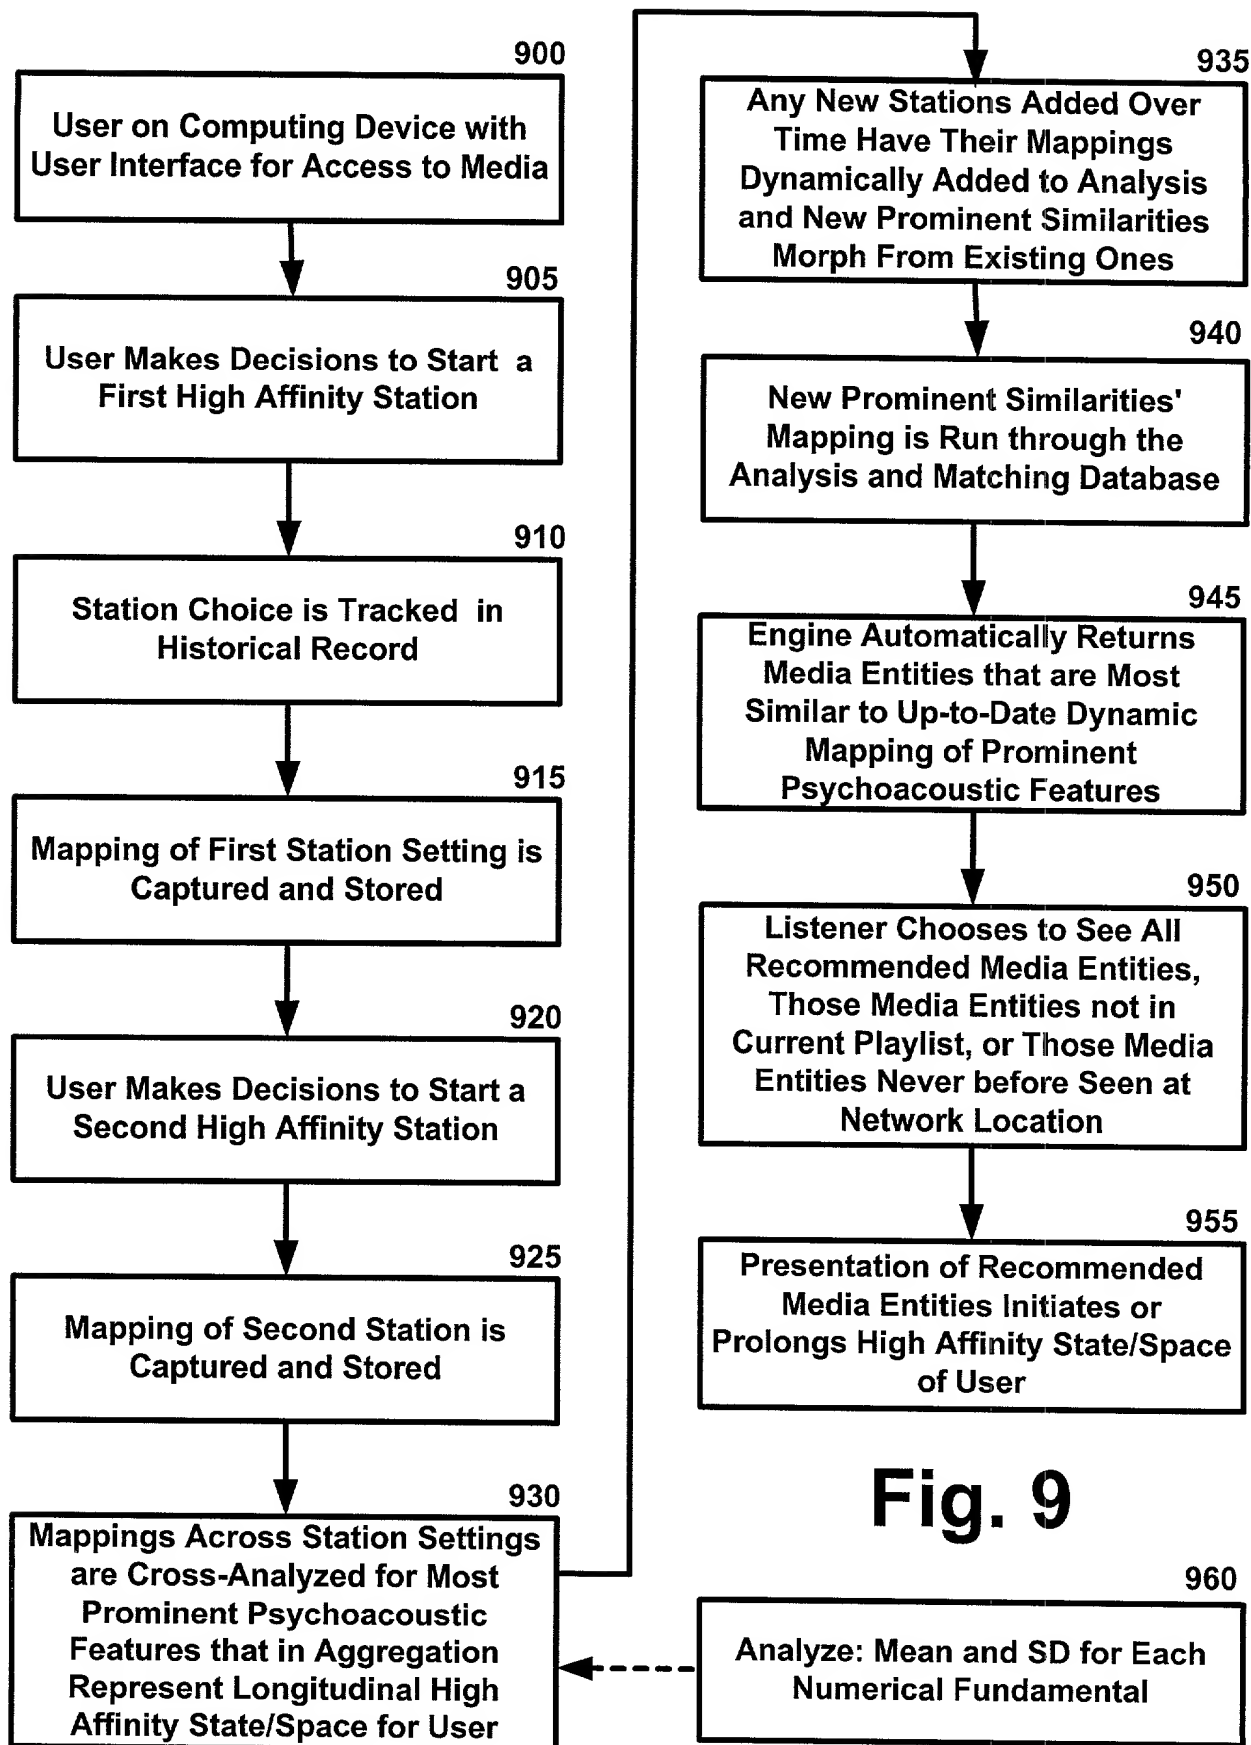 900
User on Computing Device with
User Interface for Access to Media
905
User Makes Decisions to Start a
First High Affinity Station
910
Station Choice is Tracked in
Historical Record
915
Mapping of First Station Setting is
Captured and Stored
920
User Makes Decisions to Start a
Second High Affinity Station
925
Mapping of Second Station is
Captured and Stored
930
Mappings Across Station Settings
are Cross-Analyzed for Most
Prominent Psychoacoustic
Features that in Aggregation
Represent Longitudinal High
Affinity State/Space for User
935
Any New Stations Added Over
Time Have Their Mappings
Dynamically Added to Analysis
and New Prominent Similarities
Morph From Existing Ones
940
New Prominent Similarities'
Mapping is Run through the
Analysis and Matching Database
945
Engine Automatically Returns
Media Entities that are Most
Similar to Up-to-Date Dynamic
Mapping of Prominent
Psychoacoustic Features
950
Listener Chooses to See All
Recommended Media Entities,
Those Media Entities not in
Current Playlist, or Those Media
Entities Never before Seen at
Network Location
955
Presentation of Recommended
Media Entities Initiates or
Prolongs High Affinity State/Space
of User
Fig. 9
960
Analyze: Mean and SD for Each
Numerical Fundamental